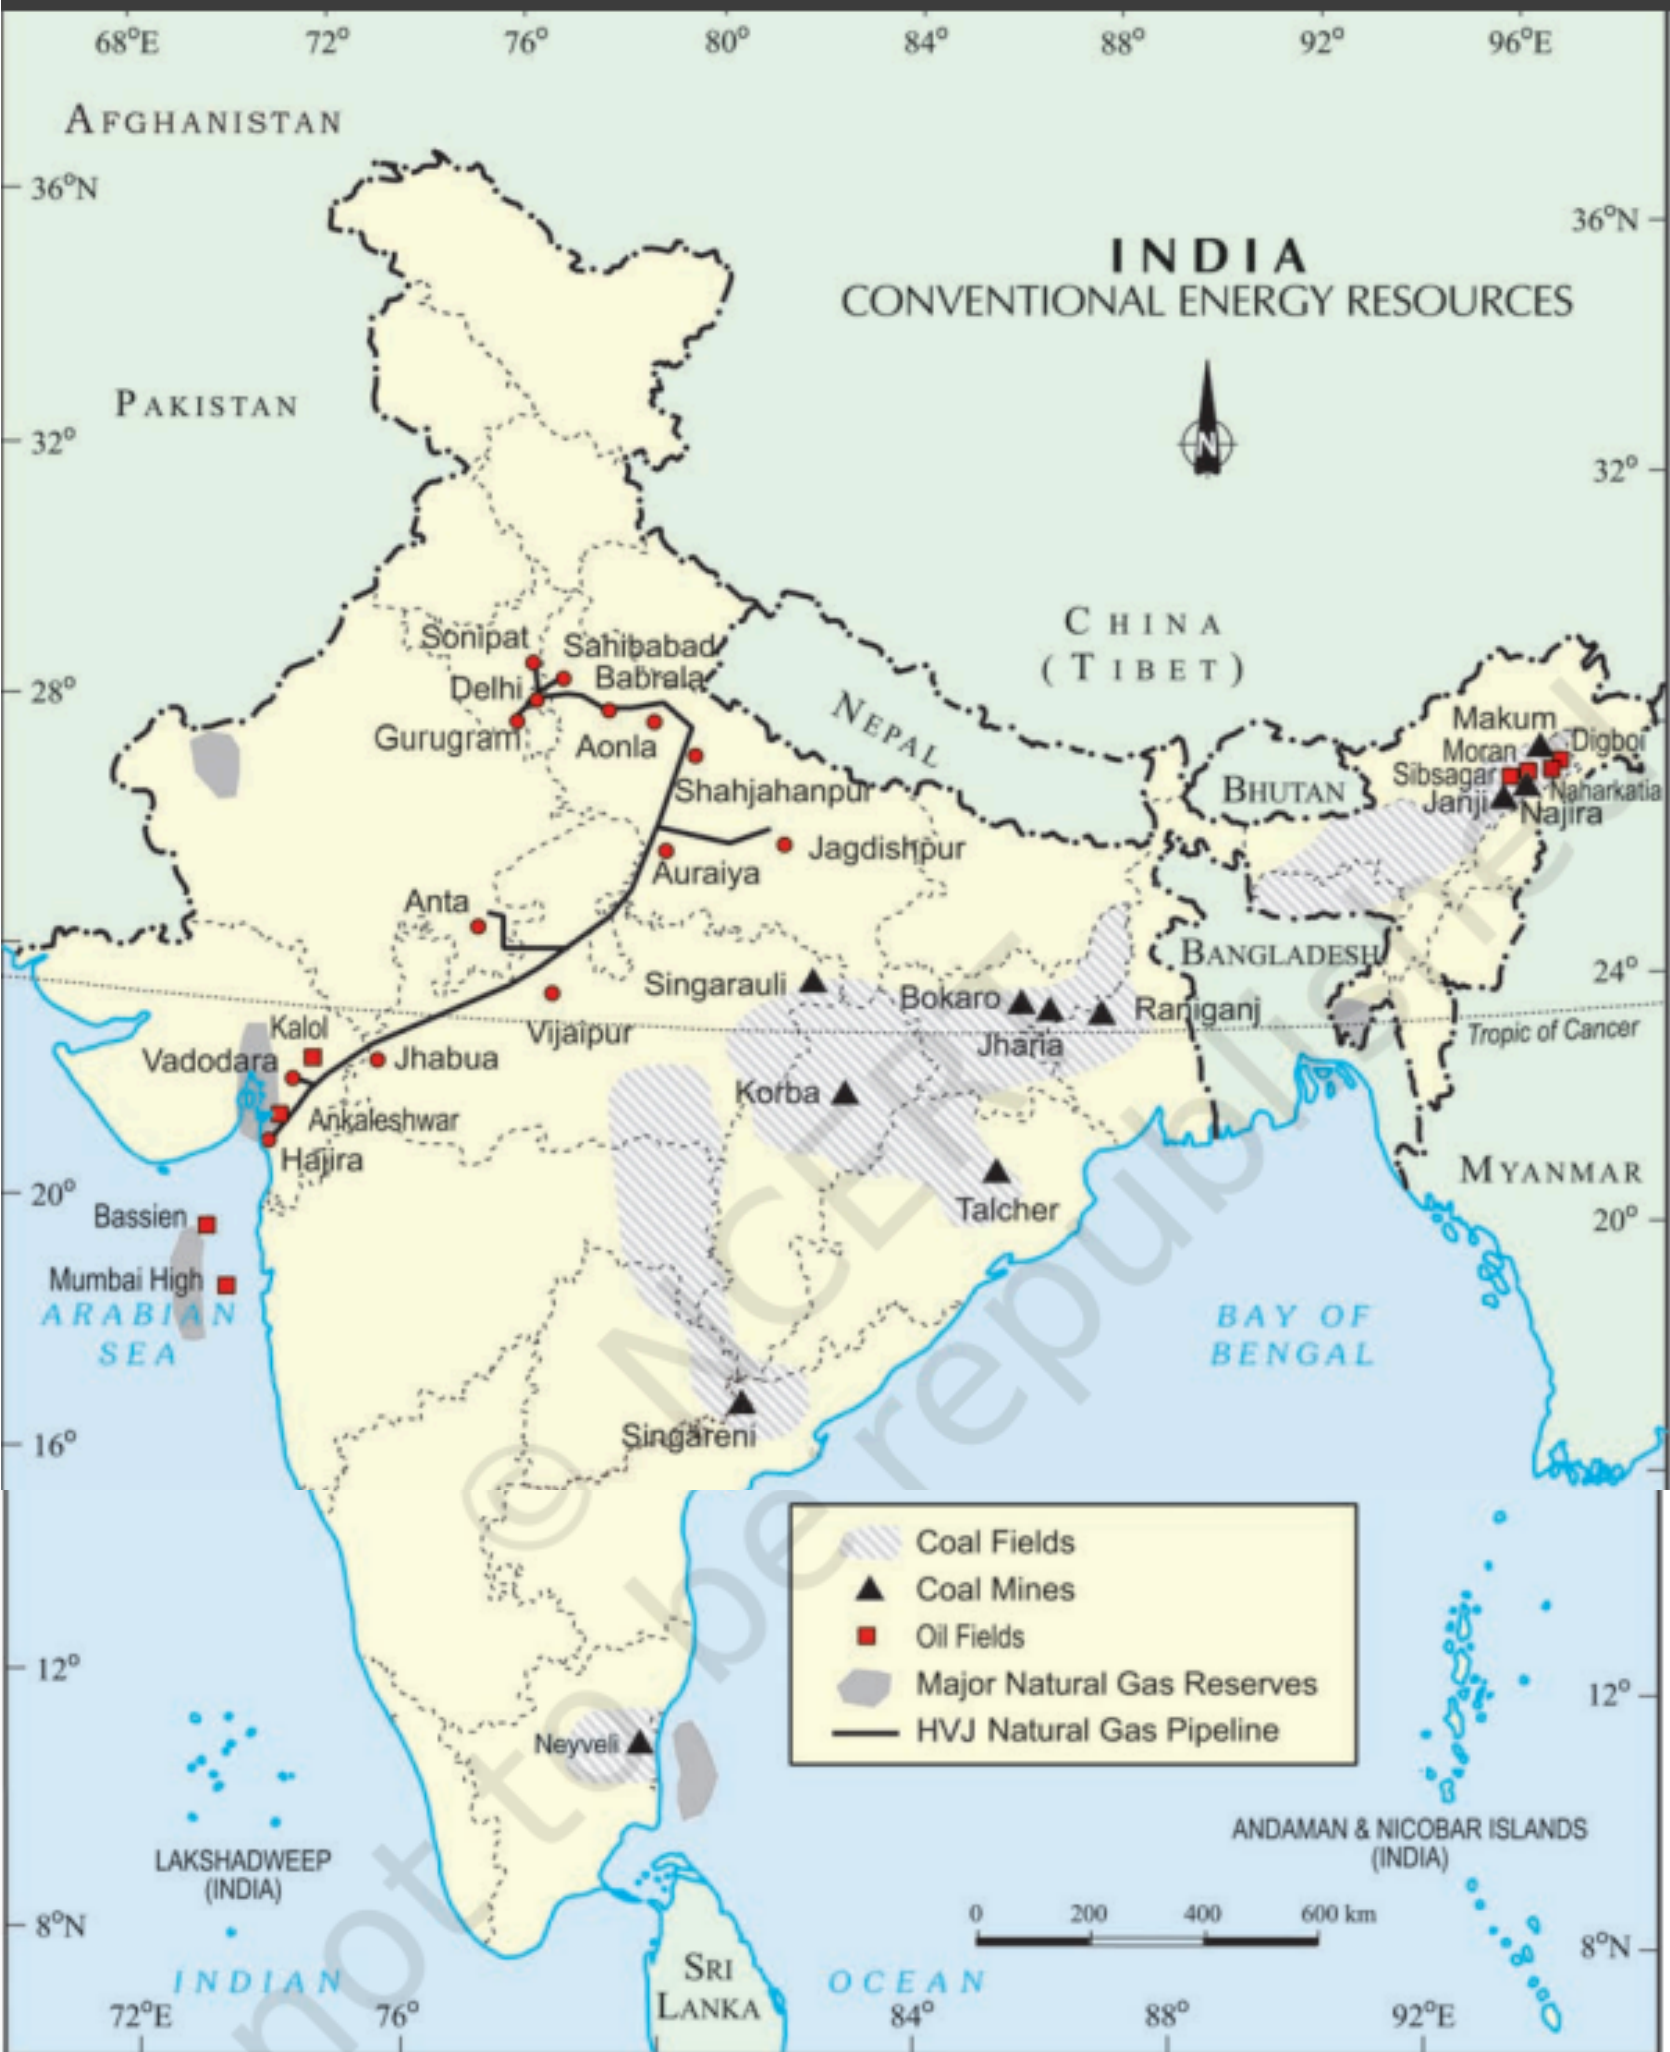 68°E 72° 76° 80° 84° 88° 92° 96°E
AFGHANISTAN
36°N
36°N
INDIA
CONVENTIONAL ENERGY RESOURCES
PAKISTAN
N
32°
32°
CHINA
(TIBET)
Sonipat
Sahibabad
Delhi
Babrala
28°
Gurugram
Aonla
NEPAL
Makum
Digboi
Moran
Sibsagar
Shahjahanpur
BHUTAN
Janji
Naharkatia
Najira
Jagdishpur
Auraiya
Anta
BANGLADESH
24°
Singarauli
Bokaro
Raniganj
Kalol
Vijaipur
Jharia
Tropic of Cancer
Vadodara
Jhabua
Korba
Ankaleshwar
Hajira
MYANMAR
20°
Talcher
20°
Bassien
Mumbai High
ARABIAN
SEA
BAY OF
BENGAL
Singareni
16°
Coal Fields
Coal Mines
Oil Fields
Major Natural Gas Reserves
HVJ Natural Gas Pipeline
12°
12°
Neyveli
LAKSHADWEEP
(INDIA)
ANDAMAN & NICOBAR ISLANDS
(INDIA)
0 200 400 600 km
8°N
8°N
SRI
LANKA
INDIAN OCEAN
72°E 76° 84° 88° 92°E
© NCERT
not to be republished